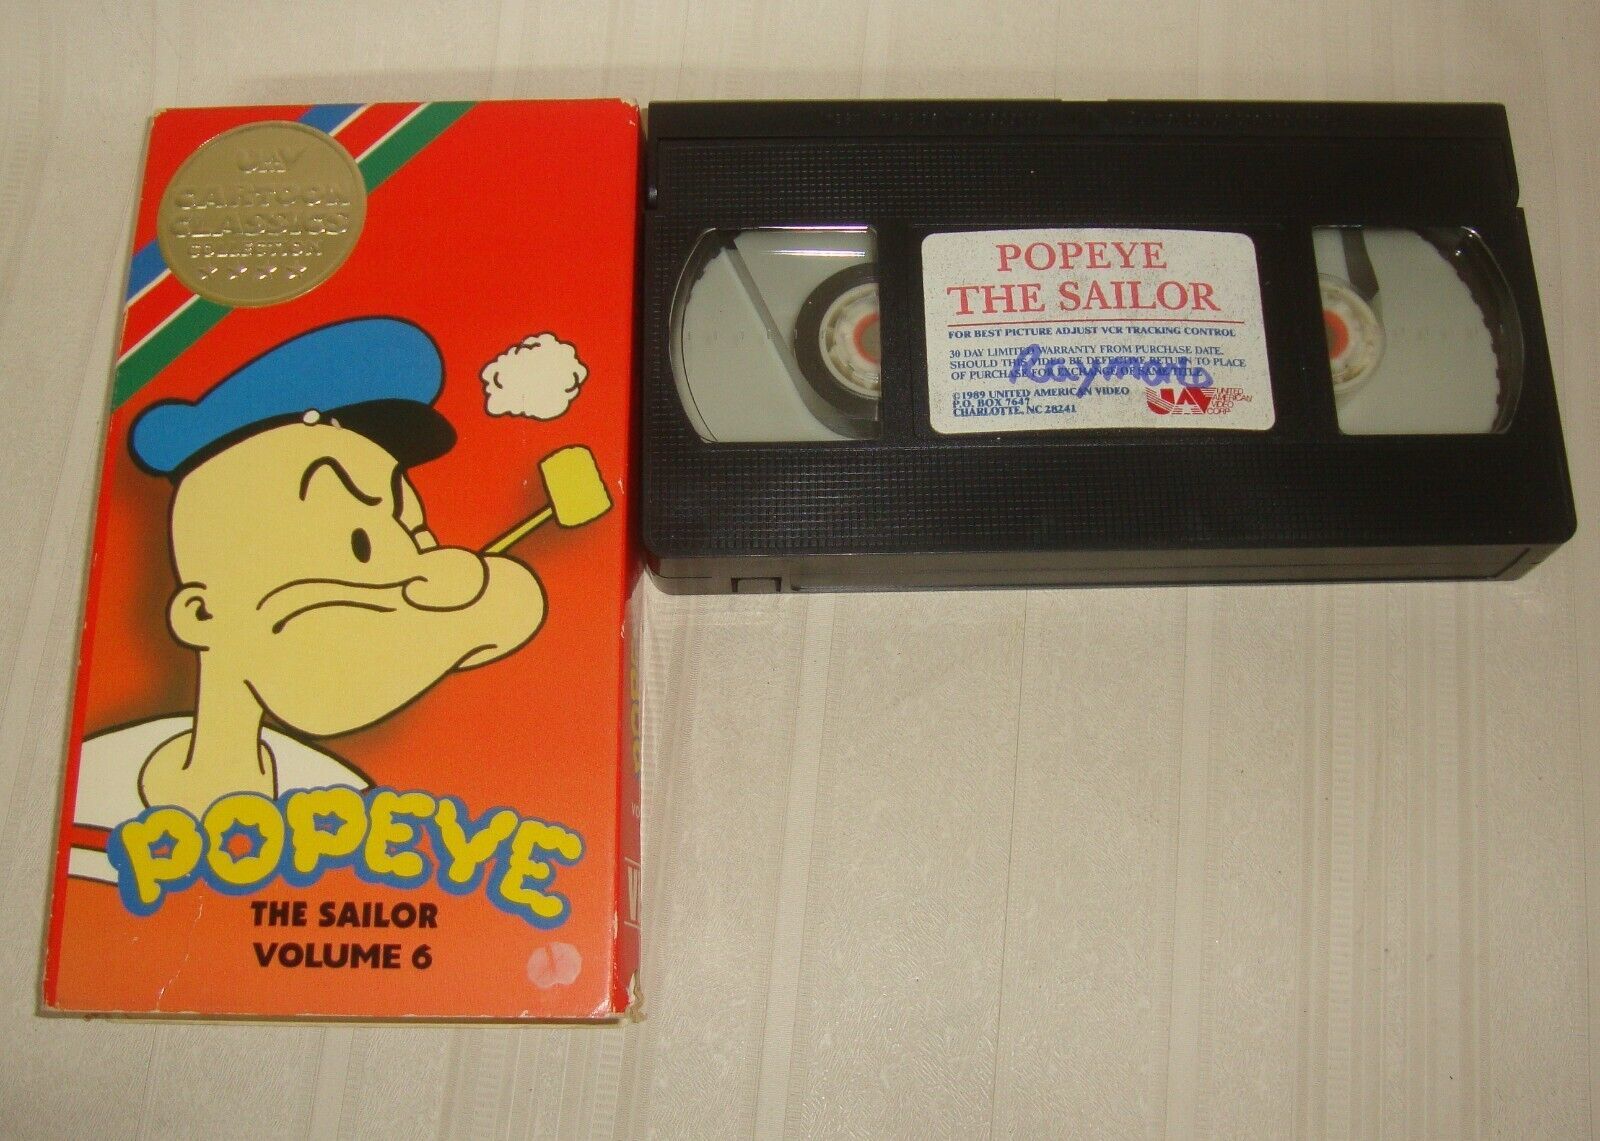 UAV
CARTOON
CLASSICS
COLLECTION
POPEYE
THE SAILOR
VOLUME 6
POPEYE
THE SAILOR
FOR BEST PICTURE ADJUST VCR TRACKING CONTROL
30 DAY LIMITED WARRANTY FROM PURCHASE DATE.
SHOULD THIS VIDEO BE DEFECTIVE RETURN TO PLACE
OF PURCHASE FOR EXCHANGE OF SAME TITLE.
©1989 UNITED AMERICAN VIDEO
P.O. BOX 7647
CHARLOTTE, NC 28241
UAV
UNITED
AMERICAN
VIDEO
CORP.